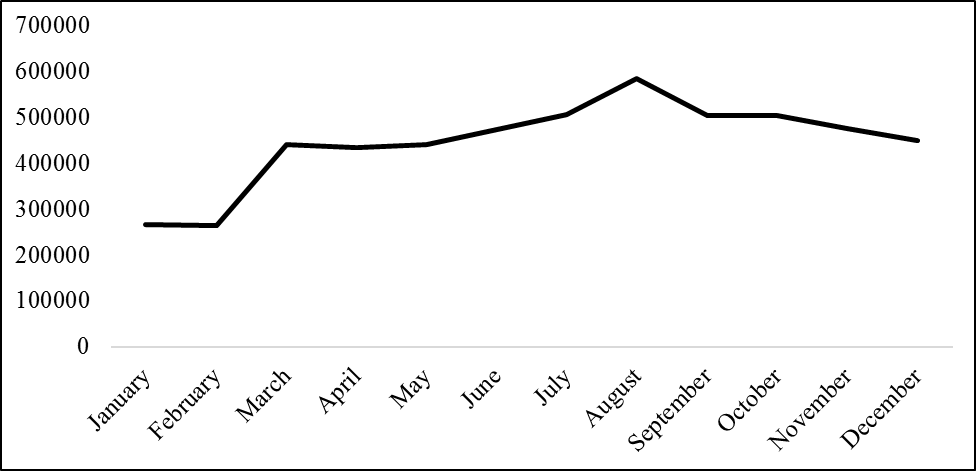 700000
600000
500000
400000
300000
200000
100000
0
January
February
March
April
May
June
July
August
September
October
November
December